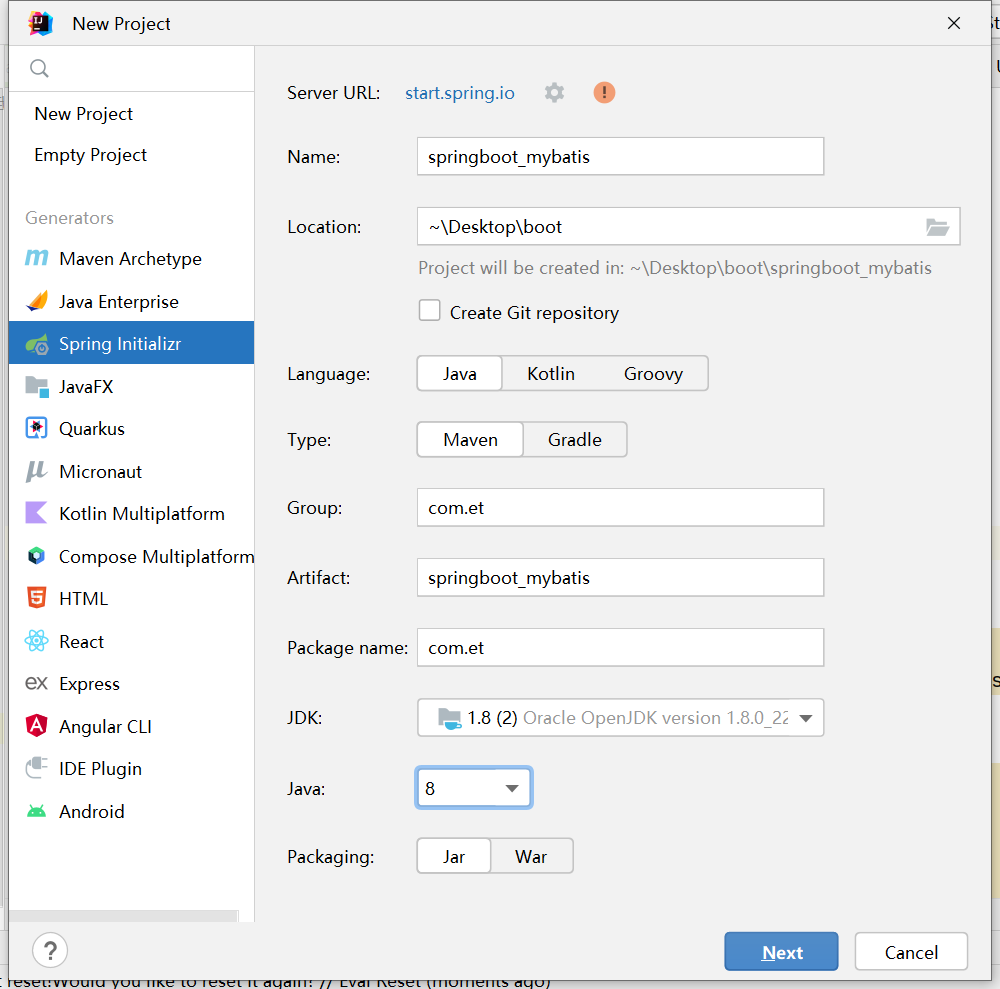 New Project
New Project
Empty Project
Generators
Maven Archetype
Java Enterprise
Spring Initializr
JavaFX
Quarkus
Micronaut
Kotlin Multiplatform
Compose Multiplatform
HTML
React
Express
Angular CLI
IDE Plugin
Android
Server URL: start.spring.io
Name: springboot_mybatis
Location: ~\Desktop\boot
Project will be created in: ~\Desktop\boot\springboot_mybatis
Create Git repository
Language: Java Kotlin Groovy
Type: Maven Gradle
Group: com.et
Artifact: springboot_mybatis
Package name: com.et
JDK: 1.8 (2) Oracle OpenJDK version 1.8.0_22
Java: 8
Packaging: Jar War
? Next Cancel
reset!Would you like to reset it again? // Eval Reset (moments ago)